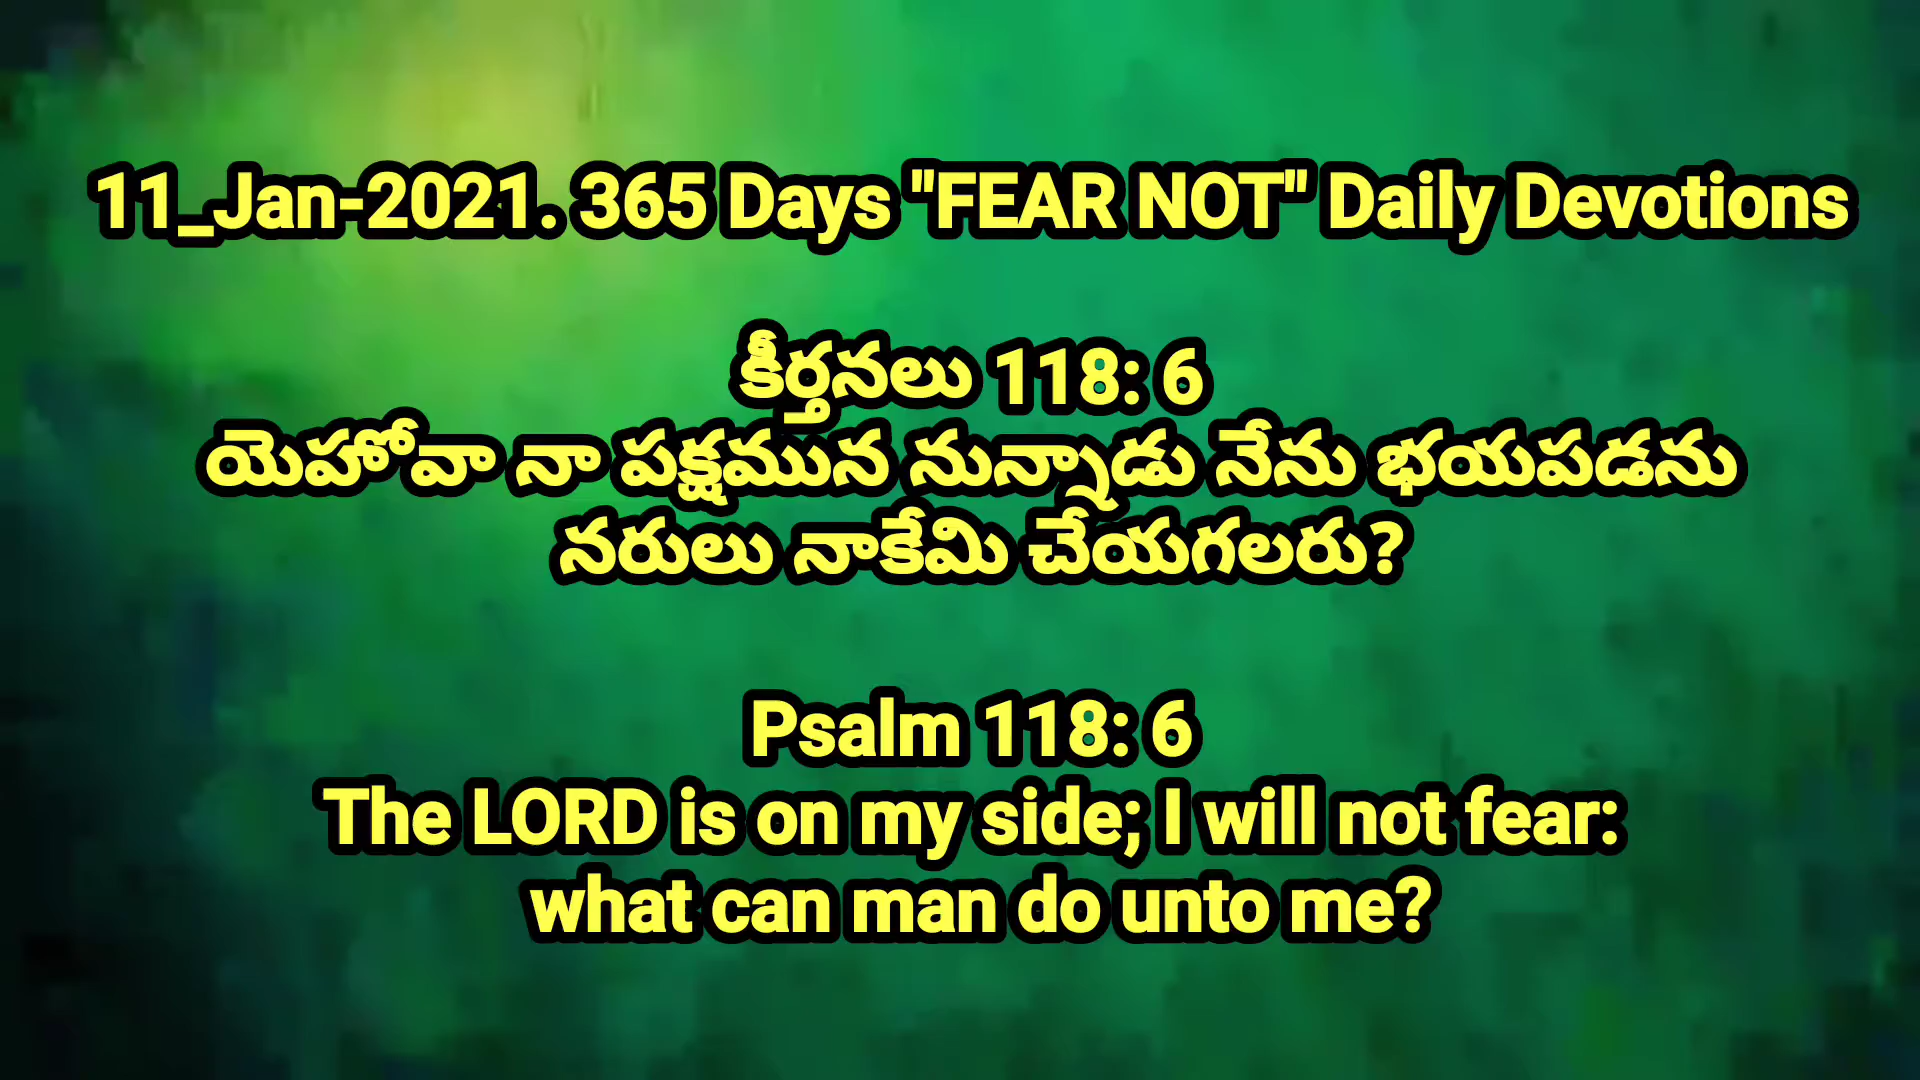 11_Jan-2021. 365 Days "FEAR NOT" Daily Devotions
కీర్తనలు 118: 6
యెహోవా నా పక్షమున నున్నాడు నేను భయపడను
నరులు నాకేమి చేయగలరు?
Psalm 118: 6
The LORD is on my side; I will not fear:
what can man do unto me?